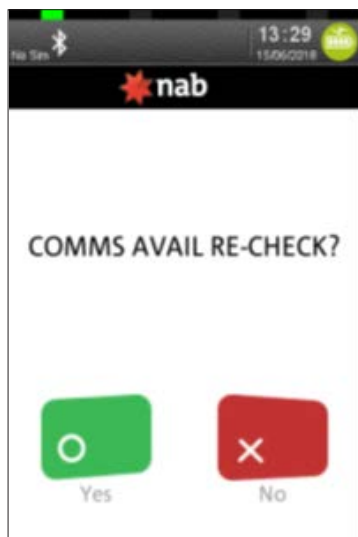 13:29
No Sim
15/06/2018
nab
COMMS AVAIL RE-CHECK?
Yes
No